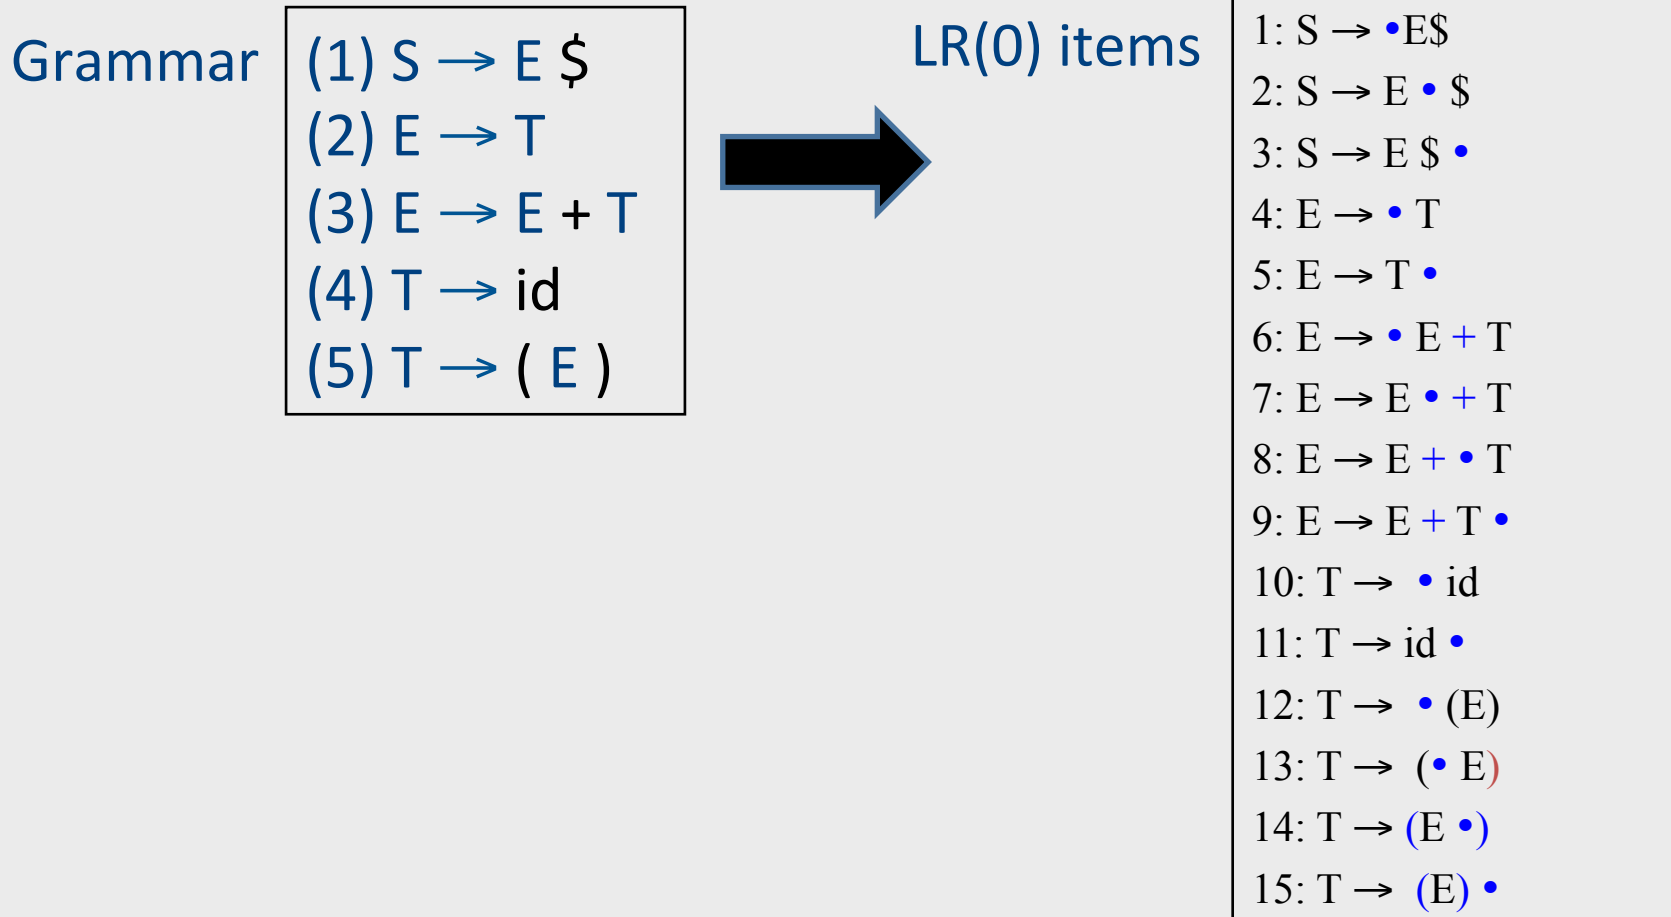 Grammar
(1) S → E $
(2) E → T
(3) E → E + T
(4) T → id
(5) T → ( E )
LR(0) items
1: S → •E$
2: S → E • $
3: S → E $ •
4: E → • T
5: E → T •
6: E → • E + T
7: E → E • + T
8: E → E + • T
9: E → E + T •
10: T → • id
11: T → id •
12: T → • (E)
13: T → (• E)
14: T → (E •)
15: T → (E) •